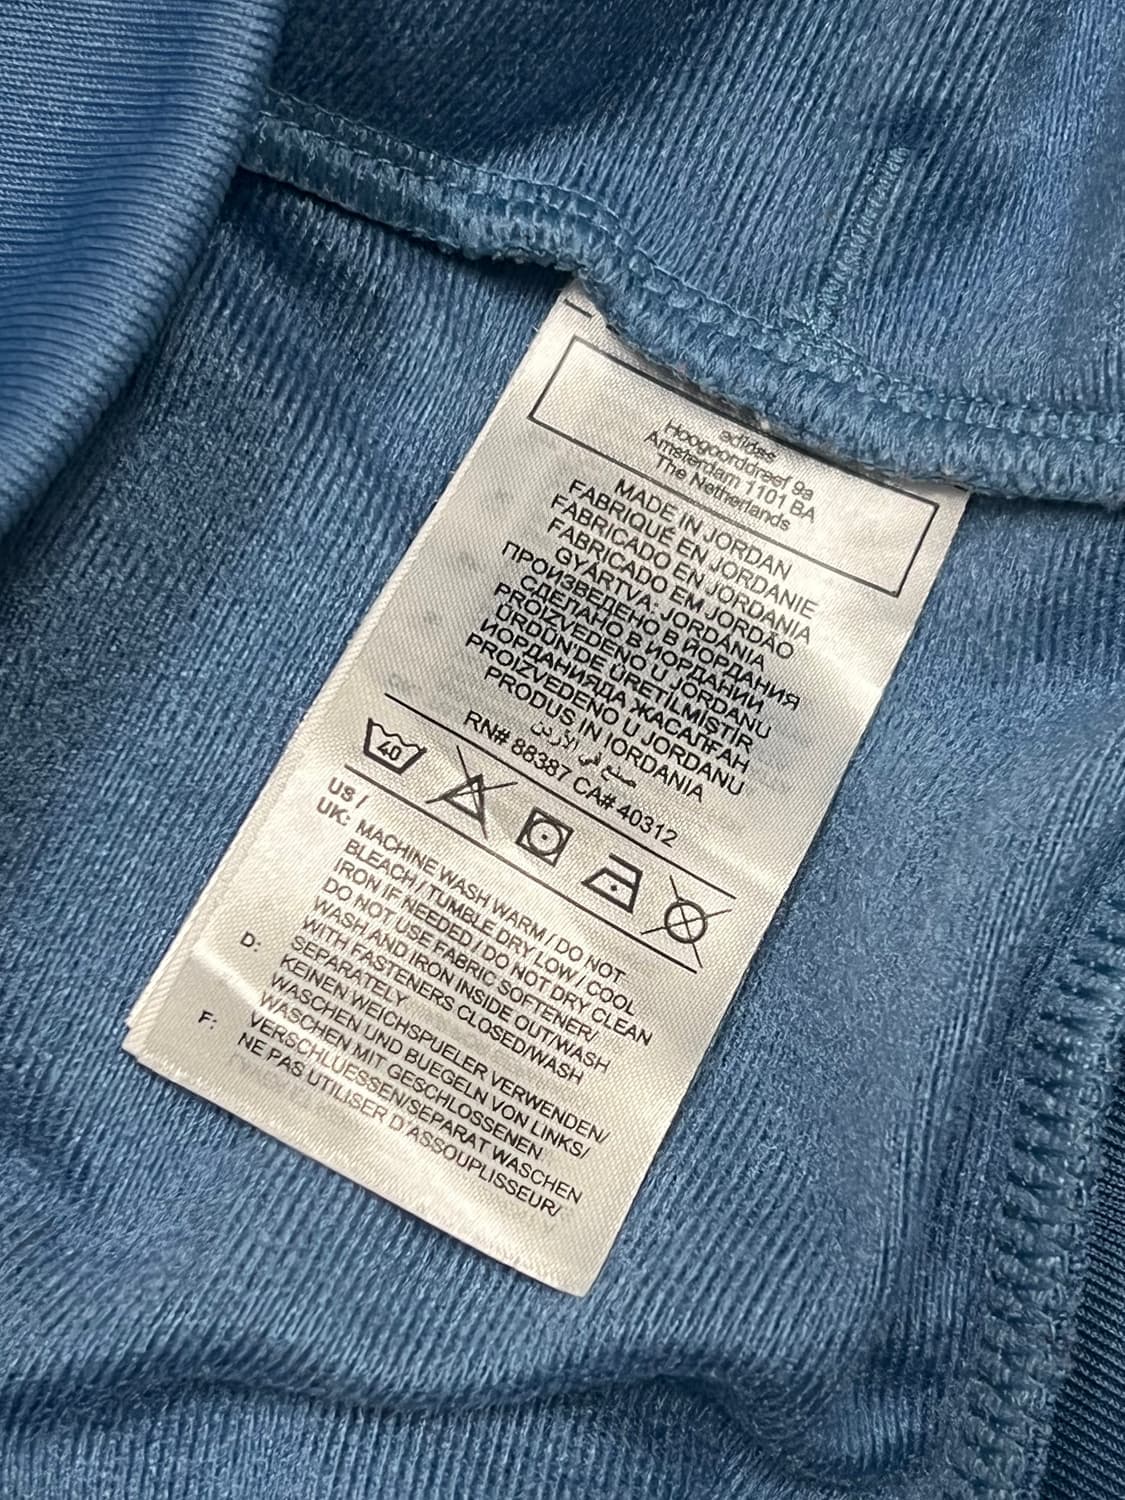 adidas
Hoogoorddreef 9a
Amsterdam 1101 BA
The Netherlands
MADE IN JORDAN
FABRIQUÉ EN JORDANIE
FABRICADO EN JORDANIA
FABRICADO EM JORDÃO
GYÁRTVA: JORDÁNIA
ПРОИЗВЕДЕНО В ЙОРДАНИЯ
СДЕЛАНО В ИОРДАНИИ
PROIZVEDENO U JORDANU
ÜRDÜN'DE ÜRETİLMİŞTİR
ИОРДАНИЯДА ЖАСАЛҒАН
PROIZVEDENO U JORDANU
PRODUS IN IORDANIA
صنع في الأردن
RN# 88387 CA# 40312
40
US /
UK: MACHINE WASH WARM / DO NOT
BLEACH / TUMBLE DRY LOW / COOL
IRON IF NEEDED / DO NOT DRY CLEAN
DO NOT USE FABRIC SOFTENER/
WASH AND IRON INSIDE OUT/WASH
WITH FASTENERS CLOSED/WASH
SEPARATELY
D: KEINEN WEICHSPUELER VERWENDEN/
WASCHEN UND BUEGELN VON LINKS/
WASCHEN MIT GESCHLOSSENEN
VERSCHLUESSEN/SEPARAT WASCHEN
F: NE PAS UTILISER D'ASSOUPLISSEUR/